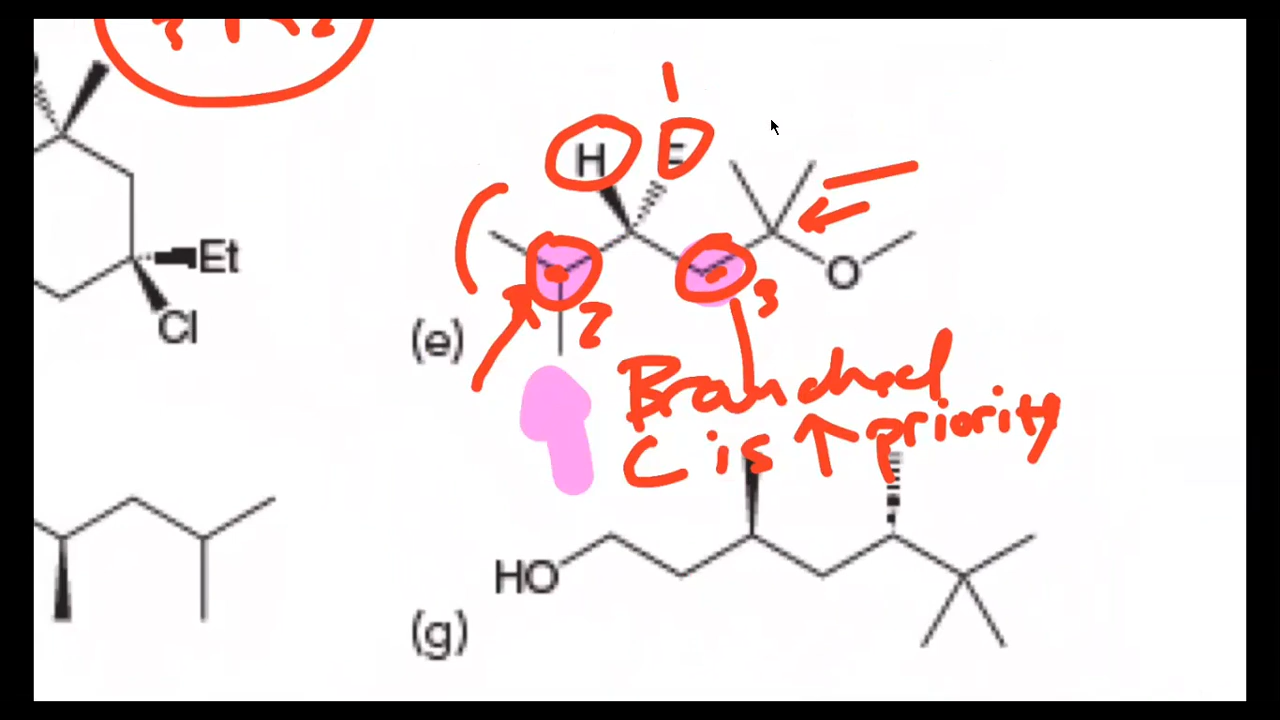 1
H F
Et
O
3
2
Cl
(e)
Branched
C is ↑ priority
HO
(g)